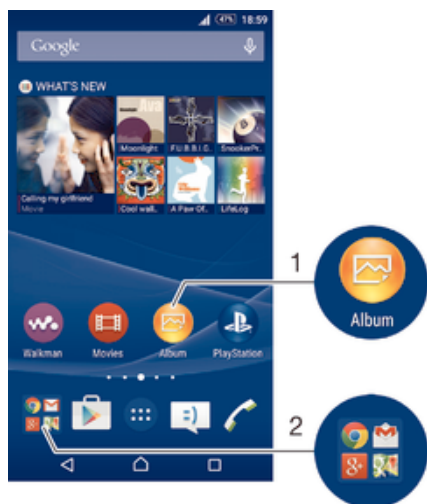 47% 18:59
Google
WHAT'S NEW
Ava
Moonlight
F.U.B.B.I.C.
SnookerPr..
Calling my girlfriend
Movie
Cool wall..
A Paw Of..
LifeLog
1
Album
Walkman
Movies
Album
PlayStation
2